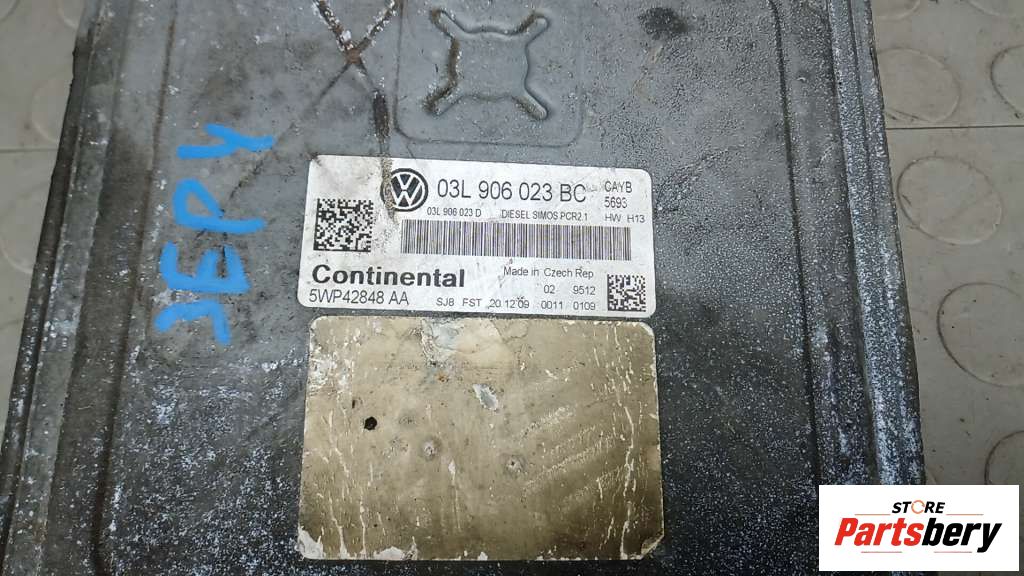 03L 906 023 BC
CAYB
5693
03L 906 023 D DIESEL SIMOS PCR2.1 HW H13
Continental
Made in Czech Rep
02 9512
5WP42848 AA SJ8 FST 20.12.09 0011 0109
STORE
Partsbery